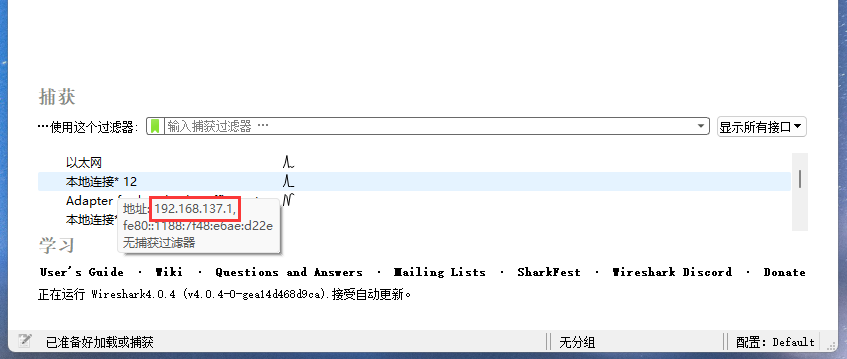 捕获
…使用这个过滤器: 输入捕获过滤器 … 显示所有接口
以太网
本地连接* 12
Adapter
本地连接*
地址: 192.168.137.1,
fe80::1188:7f48:e6ae:d22e
无捕获过滤器
学习
User's Guide · Wiki · Questions and Answers · Mailing Lists · SharkFest · Wireshark Discord · Donate
正在运行 Wireshark4.0.4 (v4.0.4-0-gea14d468d9ca).接受自动更新。
已准备好加载或捕获 无分组 配置: Default